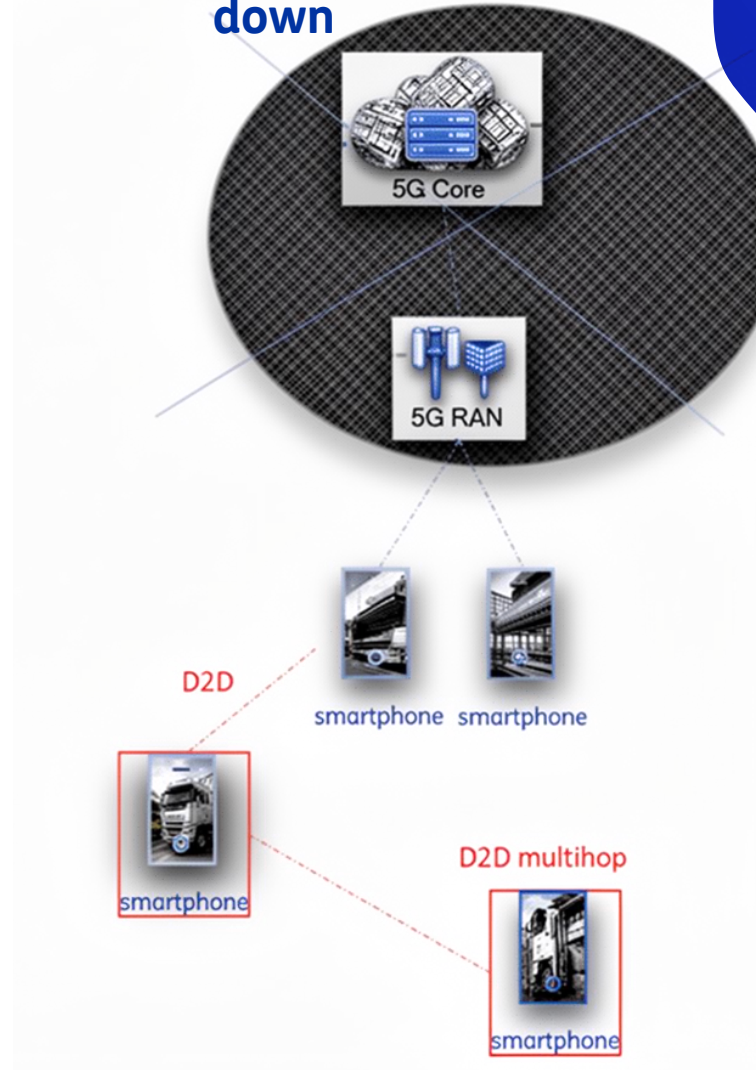 down
5G Core
5G RAN
D2D
smartphone smartphone
D2D multihop
smartphone
smartphone